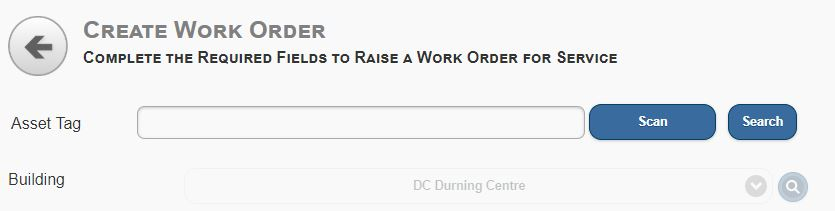 Create Work Order
Complete the Required Fields to Raise a Work Order for Service
Asset Tag Scan Search
Building DC Durning Centre